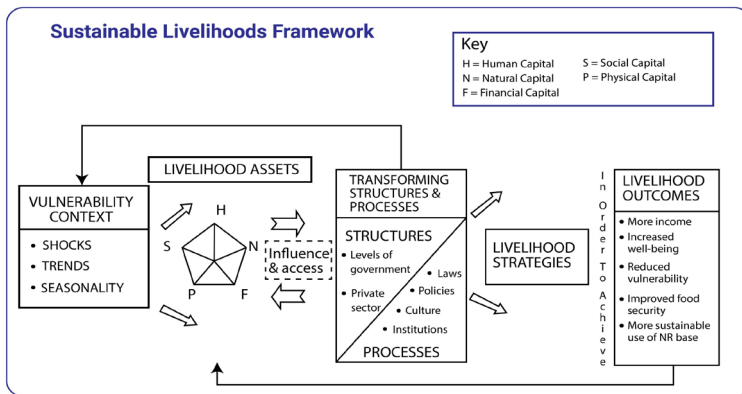 Sustainable Livelihoods Framework
Key
H = Human Capital
S = Social Capital
N = Natural Capital
P = Physical Capital
F = Financial Capital
LIVELIHOOD ASSETS
VULNERABILITY
CONTEXT
• SHOCKS
• TRENDS
• SEASONALITY
H
S
N
P
F
Influence
& access
TRANSFORMING
STRUCTURES &
PROCESSES
STRUCTURES
• Levels of
government
• Private
sector
• Laws
• Policies
• Culture
• Institutions
PROCESSES
LIVELIHOOD
STRATEGIES
In Order To Achieve
LIVELIHOOD
OUTCOMES
• More income
• Increased
well-being
• Reduced
vulnerability
• Improved food
security
• More sustainable
use of NR base